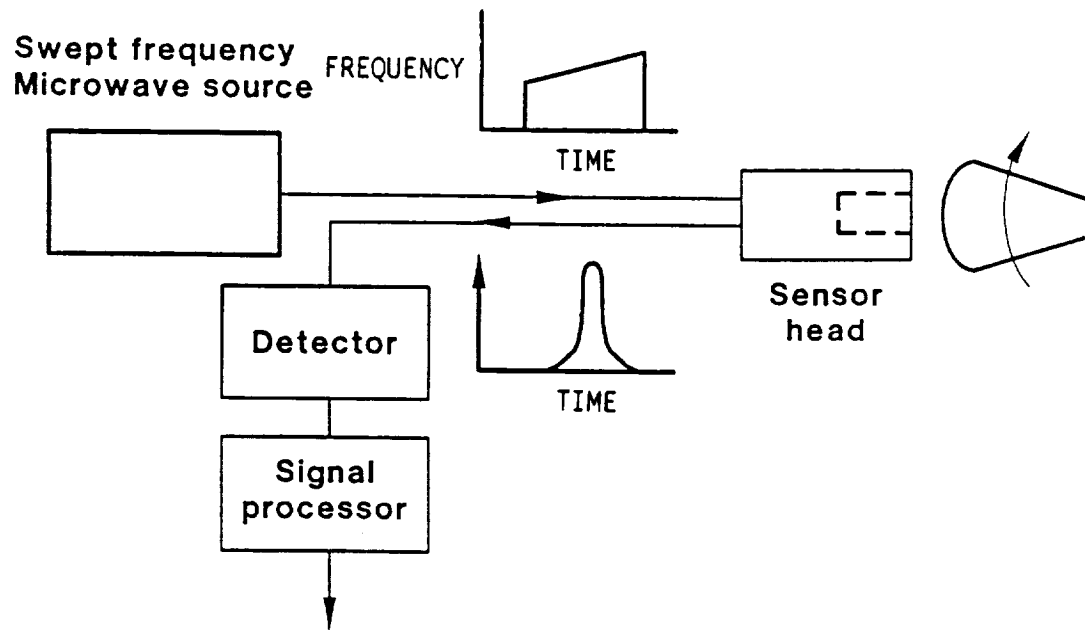 Swept frequency
Microwave source
FREQUENCY
TIME
Sensor
head
Detector
TIME
Signal
processor